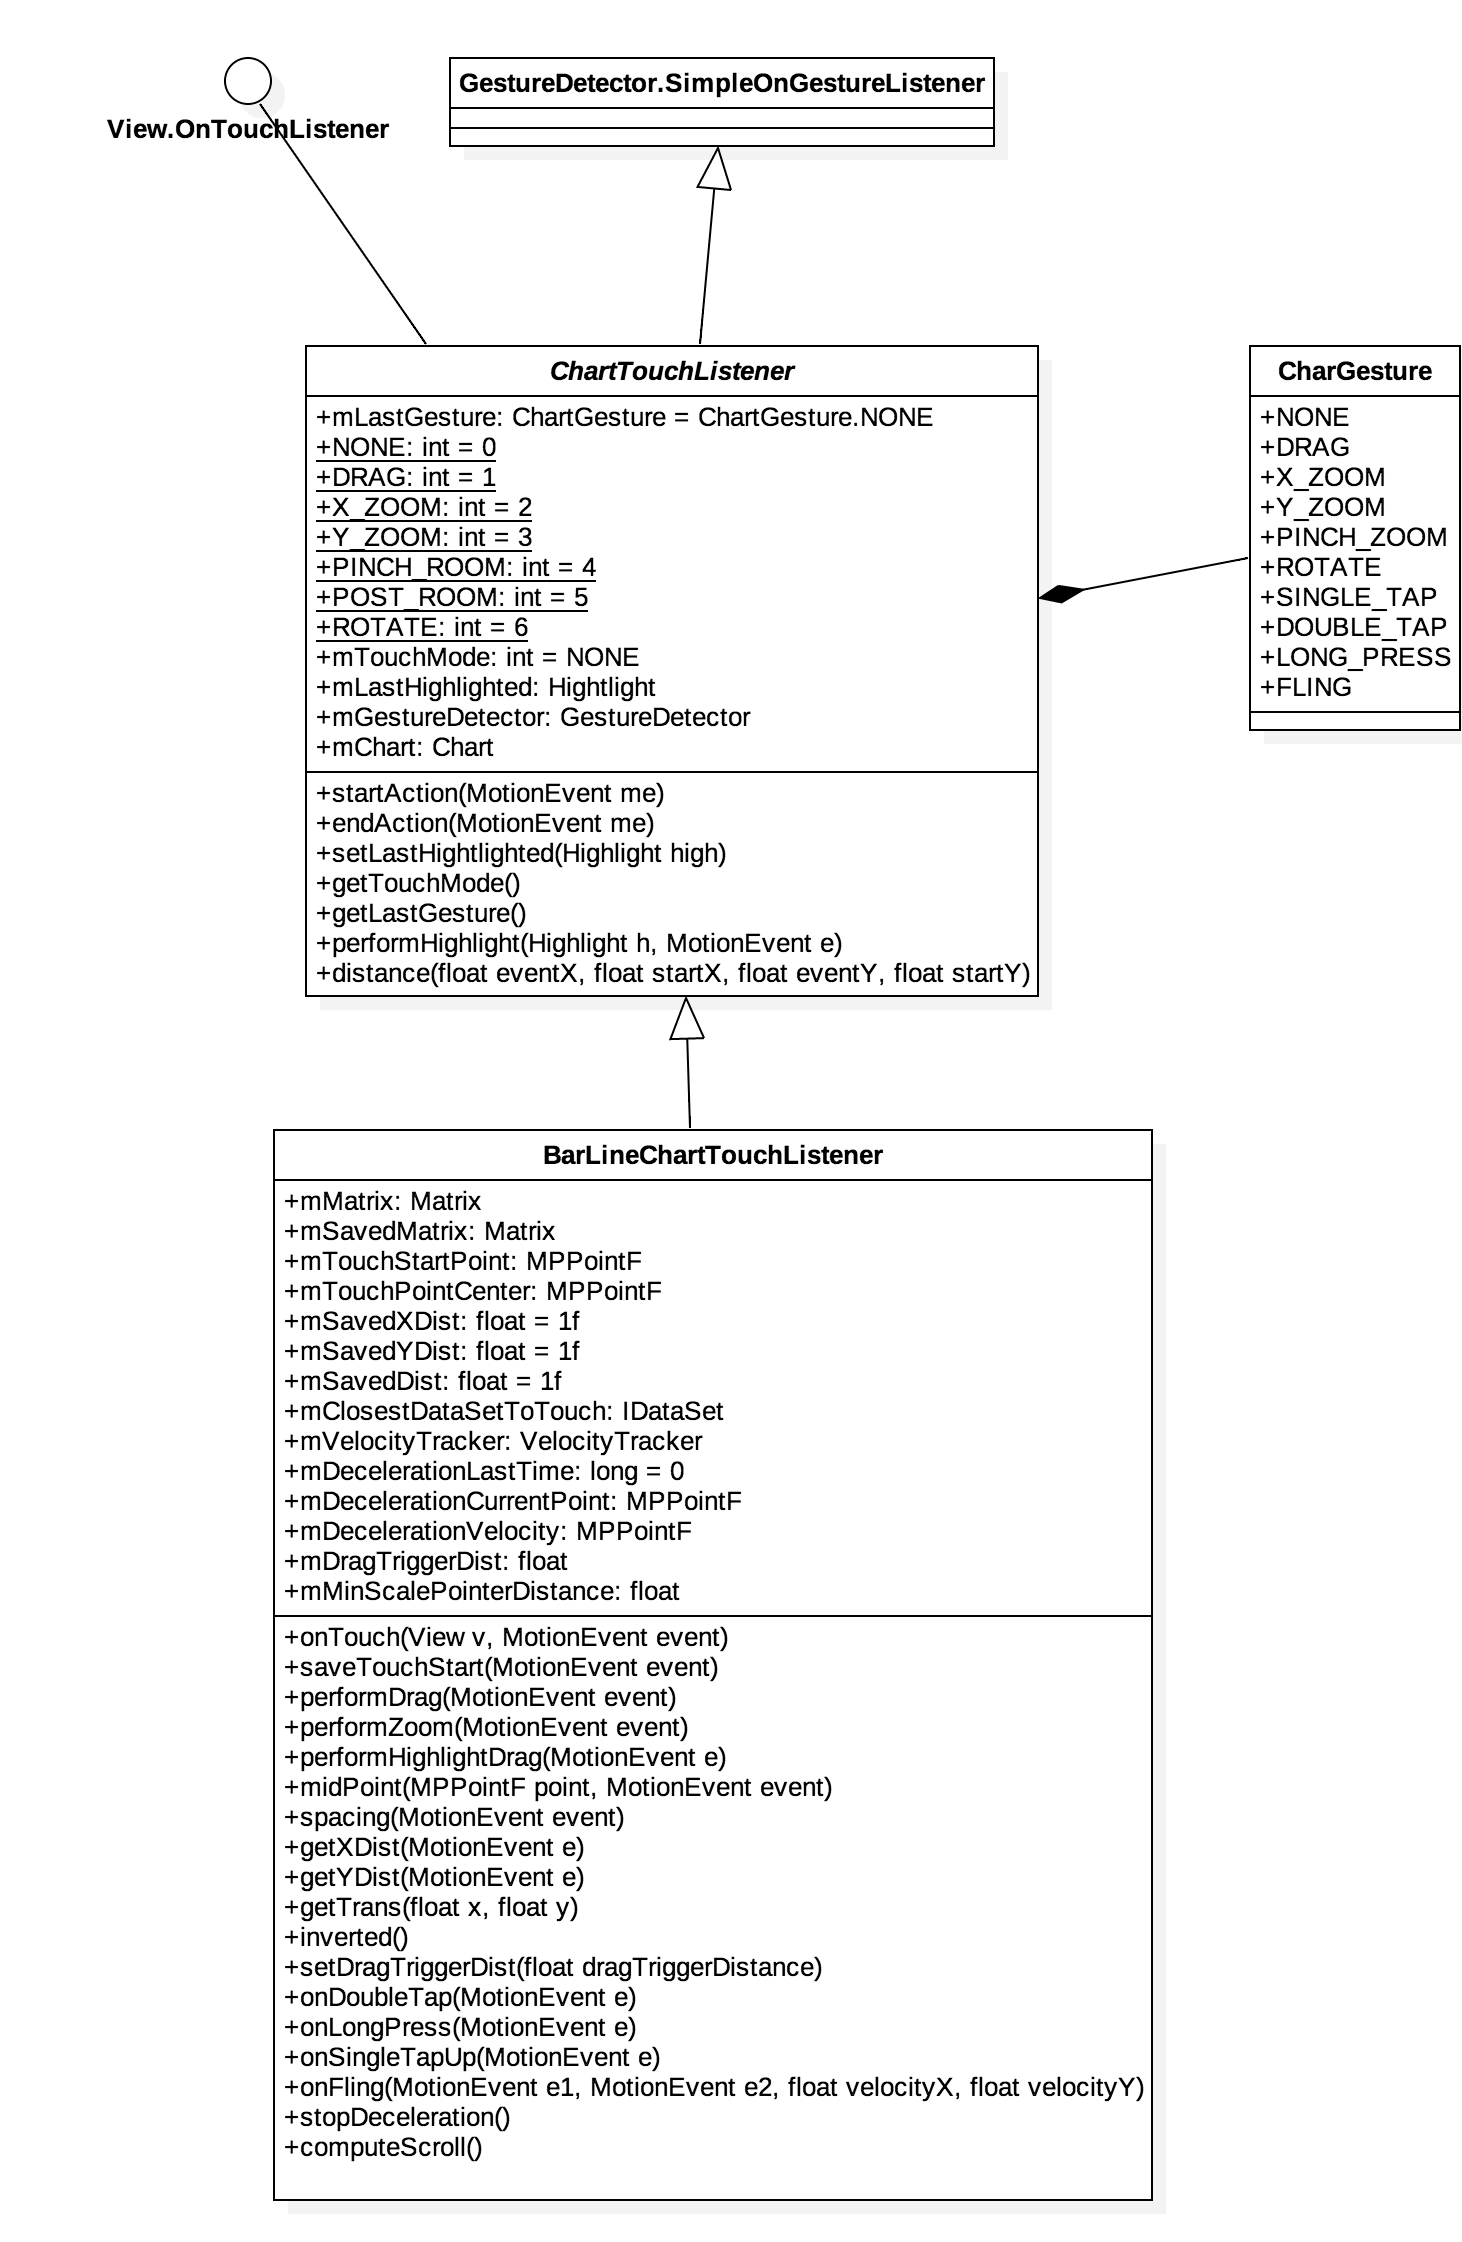 View.OnTouchListener
GestureDetector.SimpleOnGestureListener
ChartTouchListener
+mLastGesture: ChartGesture = ChartGesture.NONE
+NONE: int = 0
+DRAG: int = 1
+X_ZOOM: int = 2
+Y_ZOOM: int = 3
+PINCH_ROOM: int = 4
+POST_ROOM: int = 5
+ROTATE: int = 6
+mTouchMode: int = NONE
+mLastHighlighted: Hightlight
+mGestureDetector: GestureDetector
+mChart: Chart
+startAction(MotionEvent me)
+endAction(MotionEvent me)
+setLastHightlighted(Highlight high)
+getTouchMode()
+getLastGesture()
+performHighlight(Highlight h, MotionEvent e)
+distance(float eventX, float startX, float eventY, float startY)
CharGesture
+NONE
+DRAG
+X_ZOOM
+Y_ZOOM
+PINCH_ZOOM
+ROTATE
+SINGLE_TAP
+DOUBLE_TAP
+LONG_PRESS
+FLING
BarLineChartTouchListener
+mMatrix: Matrix
+mSavedMatrix: Matrix
+mTouchStartPoint: MPPointF
+mTouchPointCenter: MPPointF
+mSavedXDist: float = 1f
+mSavedYDist: float = 1f
+mSavedDist: float = 1f
+mClosestDataSetToTouch: IDataSet
+mVelocityTracker: VelocityTracker
+mDecelerationLastTime: long = 0
+mDecelerationCurrentPoint: MPPointF
+mDecelerationVelocity: MPPointF
+mDragTriggerDist: float
+mMinScalePointerDistance: float
+onTouch(View v, MotionEvent event)
+saveTouchStart(MotionEvent event)
+performDrag(MotionEvent event)
+performZoom(MotionEvent event)
+performHighlightDrag(MotionEvent e)
+midPoint(MPPointF point, MotionEvent event)
+spacing(MotionEvent event)
+getXDist(MotionEvent e)
+getYDist(MotionEvent e)
+getTrans(float x, float y)
+inverted()
+setDragTriggerDist(float dragTriggerDistance)
+onDoubleTap(MotionEvent e)
+onLongPress(MotionEvent e)
+onSingleTapUp(MotionEvent e)
+onFling(MotionEvent e1, MotionEvent e2, float velocityX, float velocityY)
+stopDeceleration()
+computeScroll()